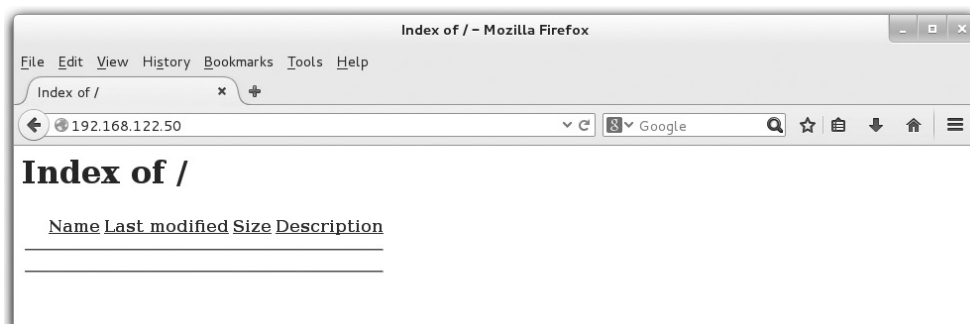 Index of / – Mozilla Firefox
File Edit View History Bookmarks Tools Help
Index of /
192.168.122.50 Google
Index of /
Name Last modified Size Description